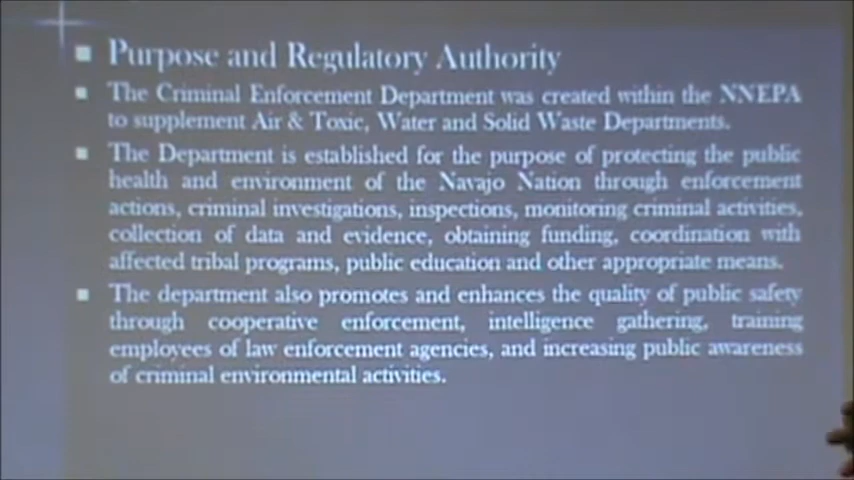 Purpose and Regulatory Authority
The Criminal Enforcement Department was created within the NNEPA
to supplement Air & Toxic, Water and Solid Waste Departments.
The Department is established for the purpose of protecting the public
health and environment of the Navajo Nation through enforcement
actions, criminal investigations, inspections, monitoring criminal activities,
collection of data and evidence, obtaining funding, coordination with
affected tribal programs, public education and other appropriate means.
The department also promotes and enhances the quality of public safety
through cooperative enforcement, intelligence gathering, training
employees of law enforcement agencies, and increasing public awareness
of criminal environmental activities.